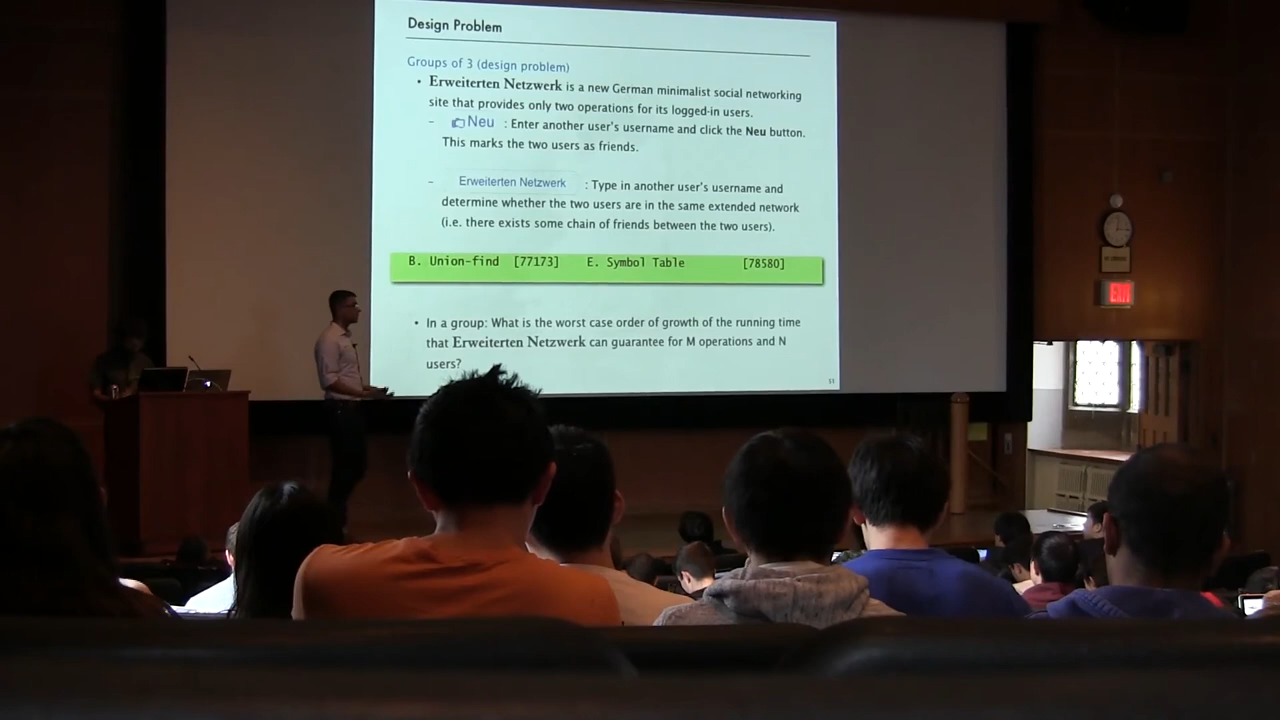 Design Problem
Groups of 3 (design problem)
• Erweiterten Netzwerk is a new German minimalist social networking
site that provides only two operations for its logged-in users.
– Neu : Enter another user's username and click the Neu button.
This marks the two users as friends.
– Erweiterten Netzwerk : Type in another user's username and
determine whether the two users are in the same extended network
(i.e. there exists some chain of friends between the two users).
B. Union-find [77173] E. Symbol Table [78580]
• In a group: What is the worst case order of growth of the running time
that Erweiterten Netzwerk can guarantee for M operations and N
users?
51
EXIT